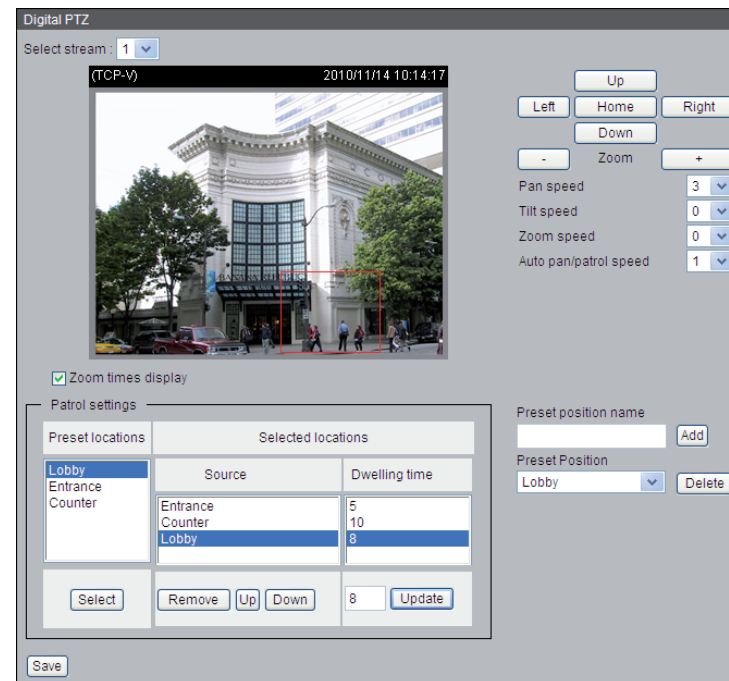 Digital PTZ
Select stream : 1
(TCP-V) 2010/11/14 10:14:17
Up
Left Home Right
Down
- Zoom +
Pan speed 3
Tilt speed 0
Zoom speed 0
Auto pan/patrol speed 1
BANANA REPUBLIC
Zoom times display
Patrol settings
Preset locations Selected locations
Lobby
Entrance
Counter
Source Dwelling time
Entrance 5
Counter 10
Lobby 8
Select Remove Up Down 8 Update
Preset position name
Add
Preset Position
Lobby Delete
Save